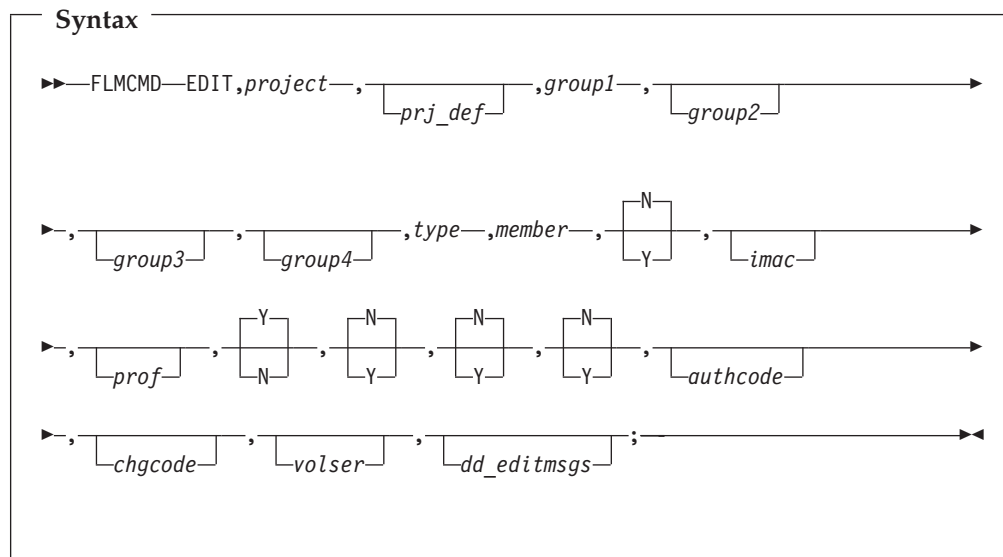 Syntax
FLMCMD EDIT,project , ,group1 ,
prj_def group2
N
, , ,type ,member , ,
group3 group4 Y imac
Y N N N
, , , , , ,
prof N Y Y Y authcode
, , , ;
chgcode volser dd_editmsgs